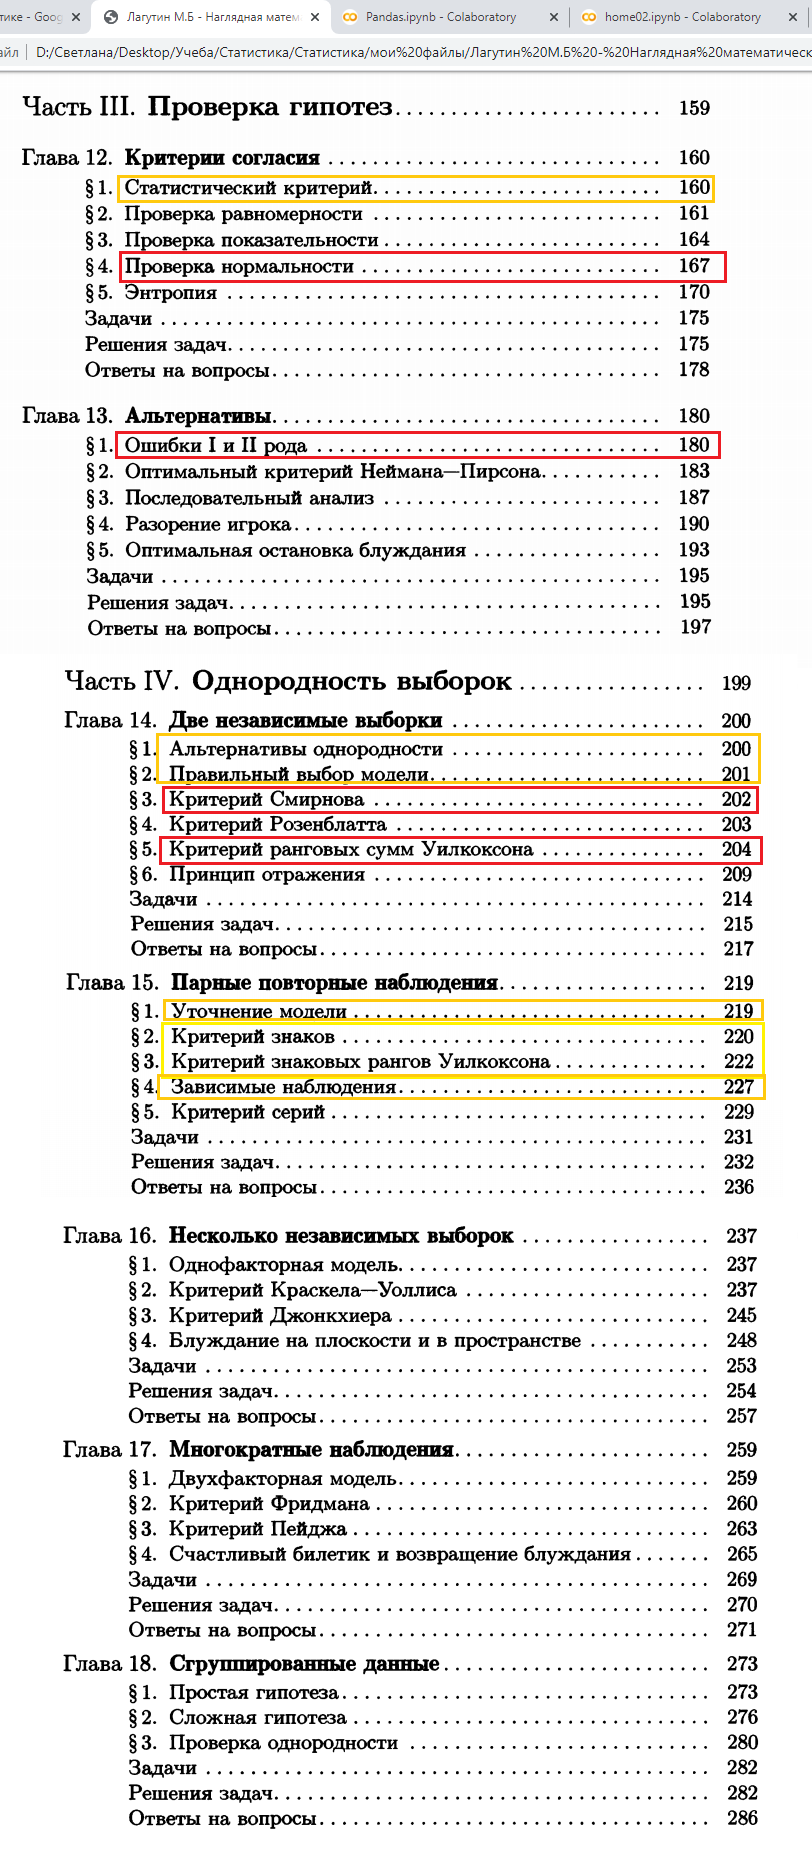 тике - Goog
Лагутин М.Б - Наглядная матем
Pandas.ipynb - Colaboratory
home02.ipynb - Colaboratory
айл D:/Светлана/Desktop/Учеба/Статистика/Статистика/мои%20файлы/Лагутин%20М.Б%20-%20Наглядная%20математическ
Часть III. Проверка гипотез 159
Глава 12. Критерии согласия 160
§ 1. Статистический критерий 160
§ 2. Проверка равномерности 161
§ 3. Проверка показательности 164
§ 4. Проверка нормальности 167
§ 5. Энтропия 170
Задачи 175
Решения задач 175
Ответы на вопросы 178
Глава 13. Альтернативы 180
§ 1. Ошибки I и II рода 180
§ 2. Оптимальный критерий Неймана—Пирсона 183
§ 3. Последовательный анализ 187
§ 4. Разорение игрока 190
§ 5. Оптимальная остановка блуждания 193
Задачи 195
Решения задач 195
Ответы на вопросы 197
Часть IV. Однородность выборок 199
Глава 14. Две независимые выборки 200
§ 1. Альтернативы однородности 200
§ 2. Правильный выбор модели 201
§ 3. Критерий Смирнова 202
§ 4. Критерий Розенблатта 203
§ 5. Критерий ранговых сумм Уилкоксона 204
§ 6. Принцип отражения 209
Задачи 214
Решения задач 215
Ответы на вопросы 217
Глава 15. Парные повторные наблюдения 219
§ 1. Уточнение модели 219
§ 2. Критерий знаков 220
§ 3. Критерий знаковых рангов Уилкоксона 222
§ 4. Зависимые наблюдения 227
§ 5. Критерий серий 229
Задачи 231
Решения задач 232
Ответы на вопросы 236
Глава 16. Несколько независимых выборок 237
§ 1. Однофакторная модель 237
§ 2. Критерий Краскела—Уоллиса 237
§ 3. Критерий Джонкхиера 245
§ 4. Блуждание на плоскости и в пространстве 248
Задачи 253
Решения задач 254
Ответы на вопросы 257
Глава 17. Многократные наблюдения 259
§ 1. Двухфакторная модель 259
§ 2. Критерий Фридмана 260
§ 3. Критерий Пейджа 263
§ 4. Счастливый билетик и возвращение блуждания 265
Задачи 269
Решения задач 270
Ответы на вопросы 271
Глава 18. Сгруппированные данные 273
§ 1. Простая гипотеза 273
§ 2. Сложная гипотеза 276
§ 3. Проверка однородности 280
Задачи 282
Решения задач 282
Ответы на вопросы 286